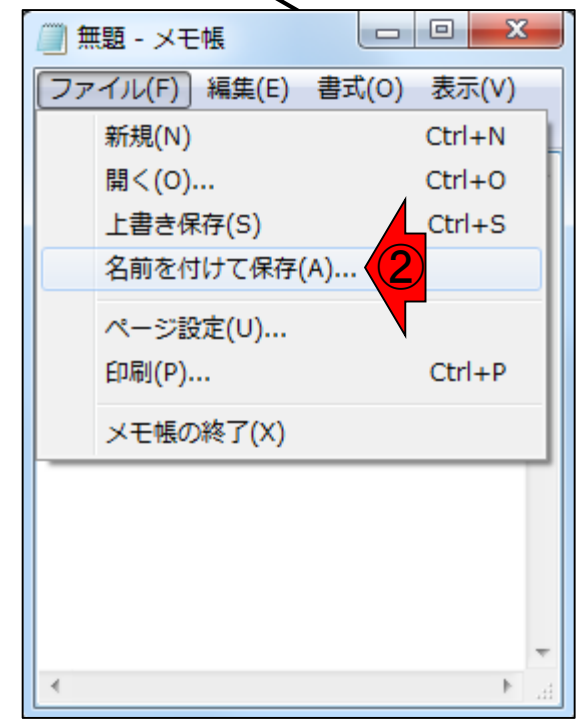 無題 - メモ帳
ファイル(F) 編集(E) 書式(O) 表示(V)
新規(N) Ctrl+N
開く(O)... Ctrl+O
上書き保存(S) Ctrl+S
名前を付けて保存(A)... ②
ページ設定(U)...
印刷(P)... Ctrl+P
メモ帳の終了(X)